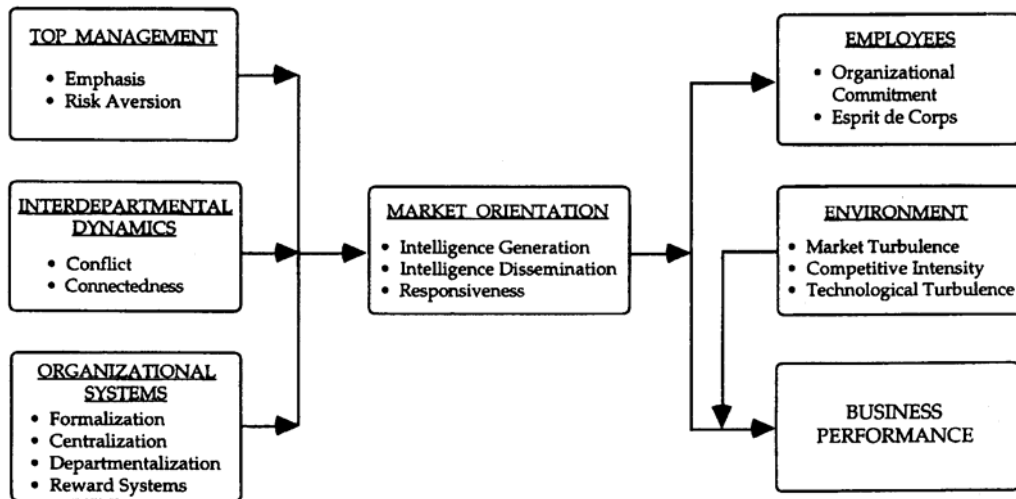 TOP MANAGEMENT
• Emphasis
• Risk Aversion
INTERDEPARTMENTAL
DYNAMICS
• Conflict
• Connectedness
ORGANIZATIONAL
SYSTEMS
• Formalization
• Centralization
• Departmentalization
• Reward Systems
MARKET ORIENTATION
• Intelligence Generation
• Intelligence Dissemination
• Responsiveness
EMPLOYEES
• Organizational
Commitment
• Esprit de Corps
ENVIRONMENT
• Market Turbulence
• Competitive Intensity
• Technological Turbulence
BUSINESS
PERFORMANCE